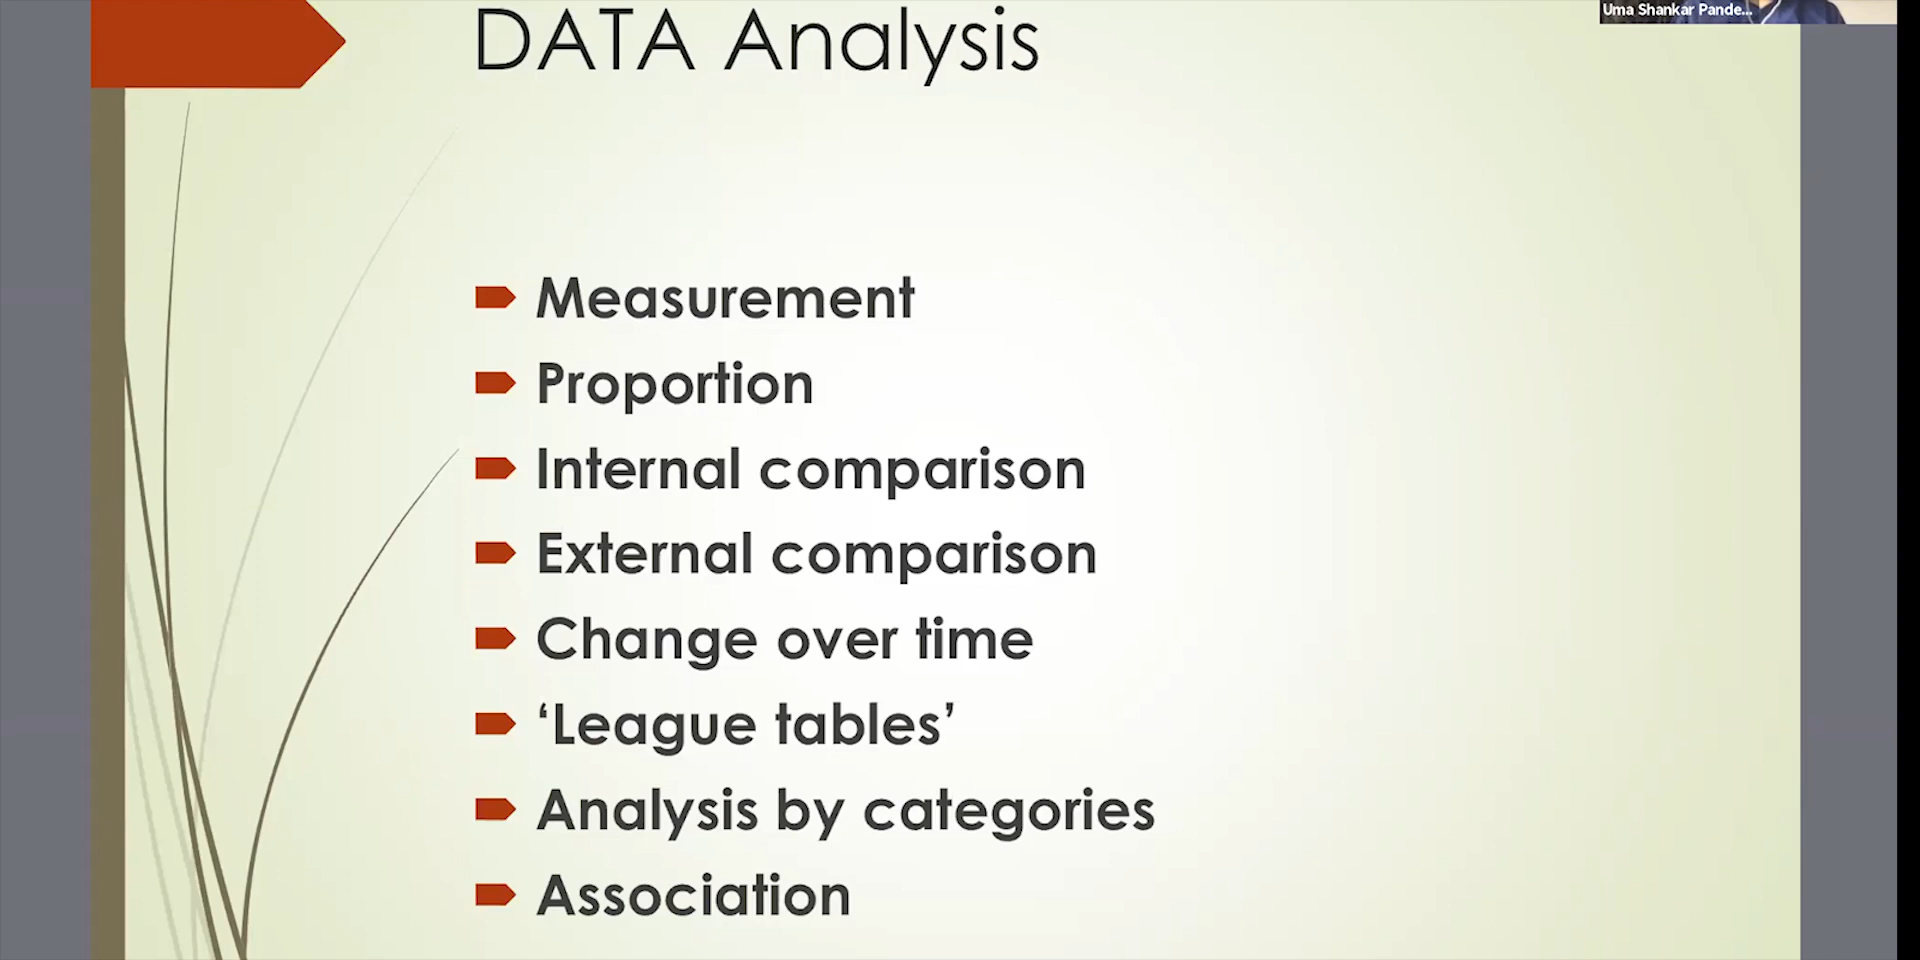 Uma Shankar Pande...
DATA Analysis
Measurement
Proportion
Internal comparison
External comparison
Change over time
‘League tables’
Analysis by categories
Association